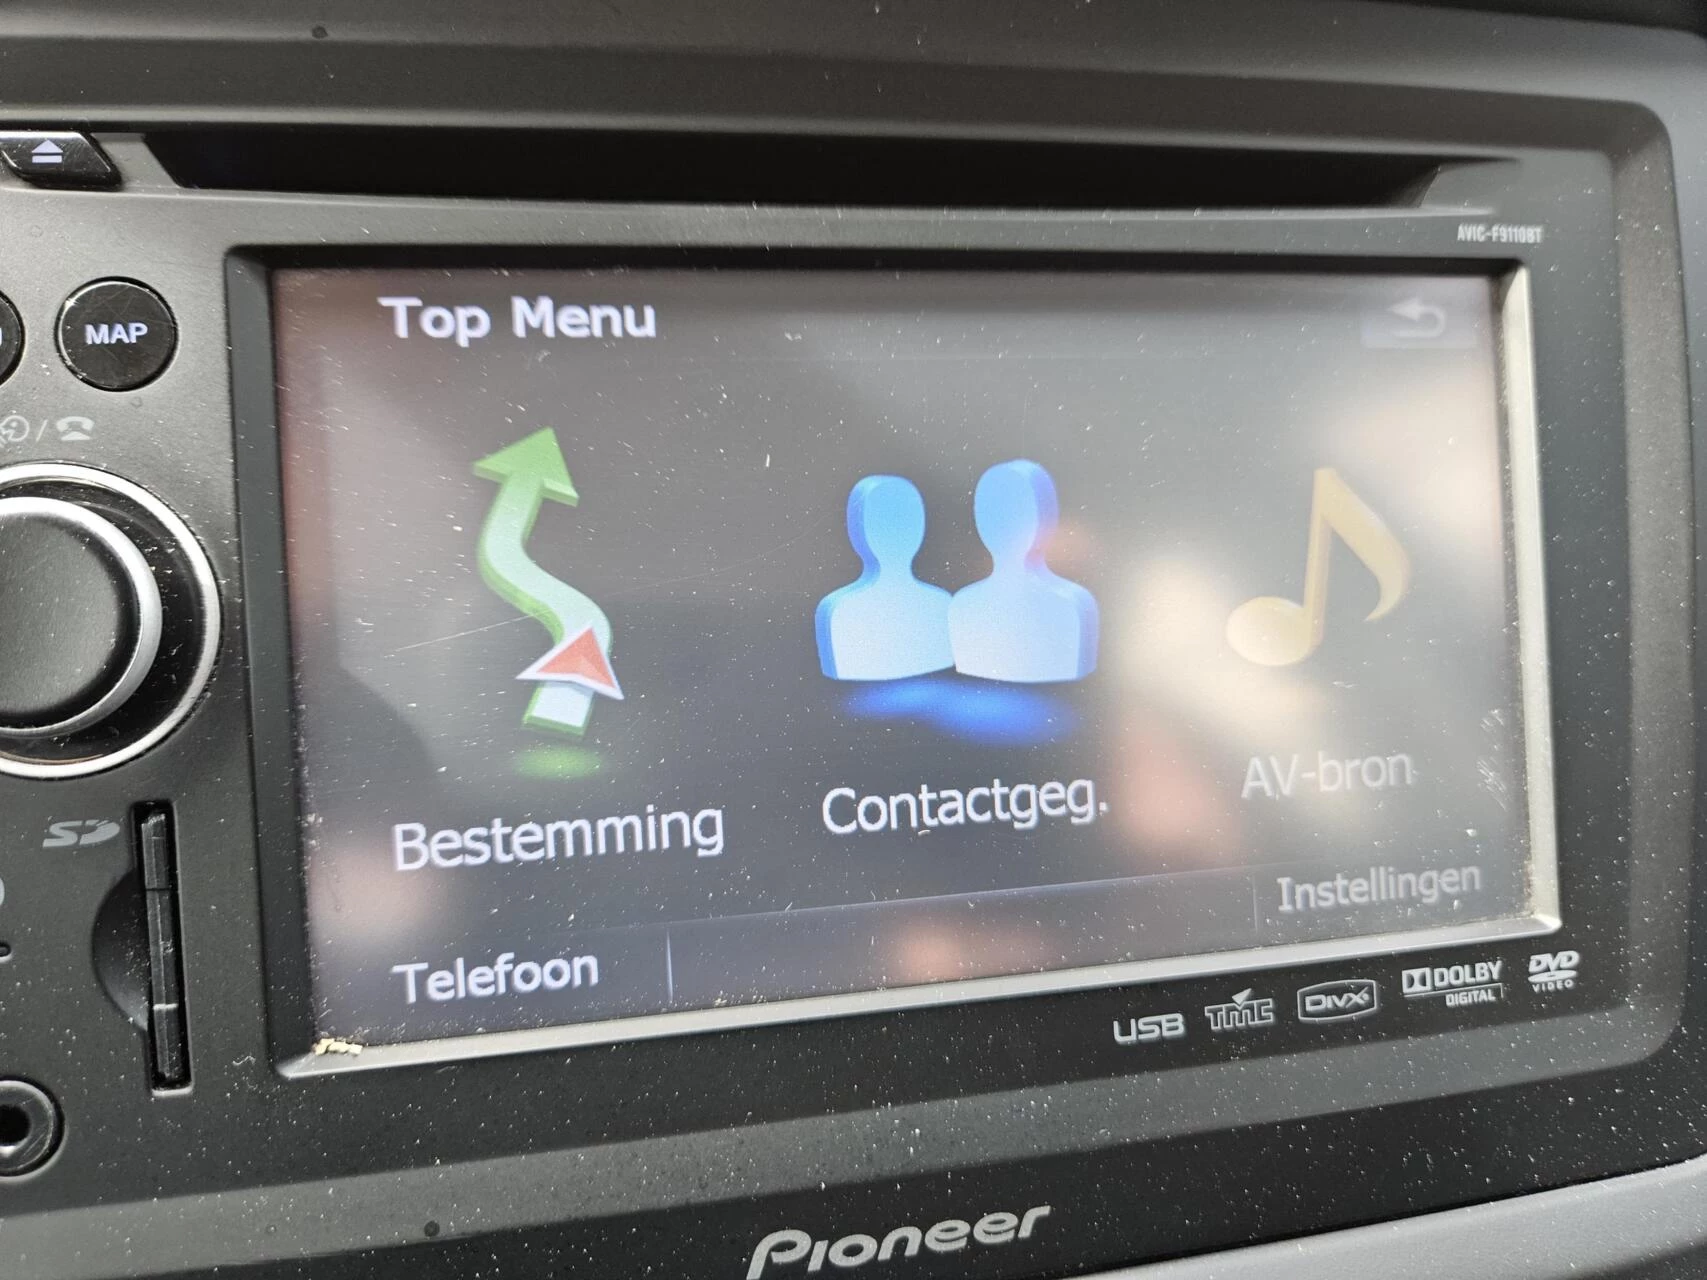 AVIC-F9110BT
Top Menu
MAP
Bestemming
Contactgeg.
AV-bron
Telefoon
Instellingen
SD
USB
TMC
DIVX
DOLBY
DIGITAL
DVD
VIDEO
Pioneer